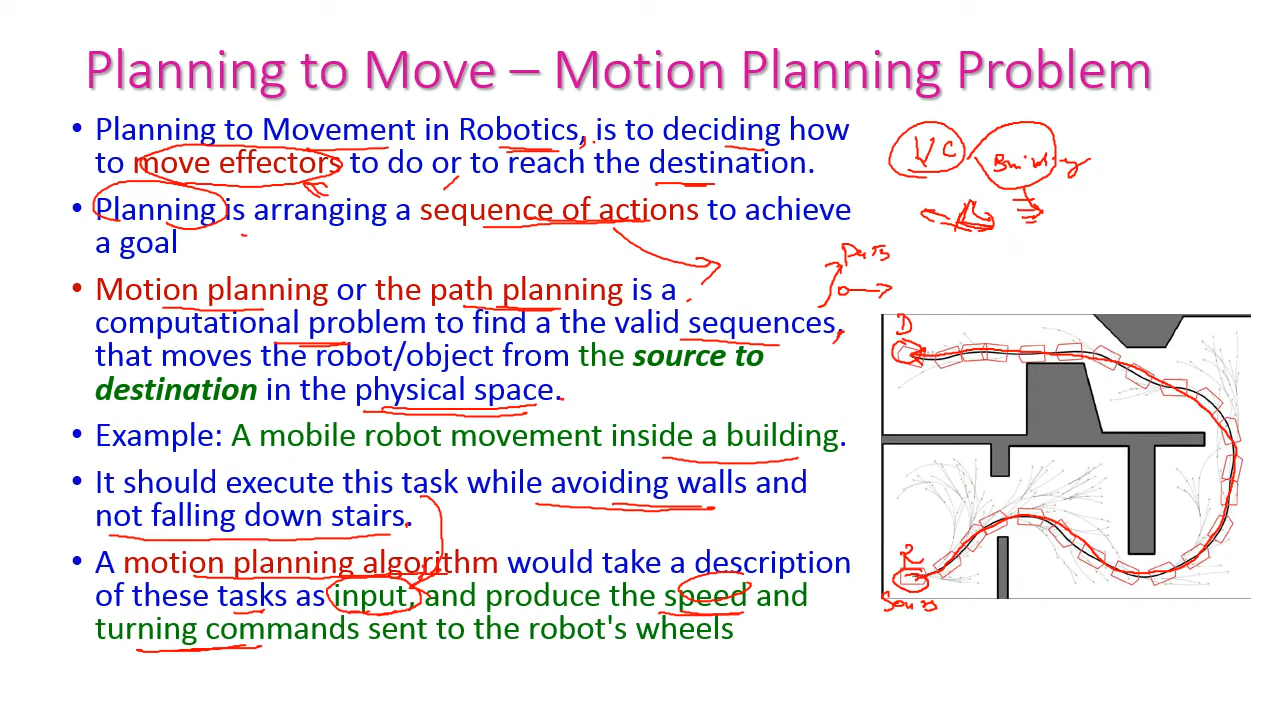 Planning to Move – Motion Planning Problem
• Planning to Movement in Robotics, is to deciding how
to move effectors to do or to reach the destination.
• Planning is arranging a sequence of actions to achieve
a goal
• Motion planning or the path planning is a
computational problem to find a the valid sequences,
that moves the robot/object from the source to
destination in the physical space.
• Example: A mobile robot movement inside a building.
• It should execute this task while avoiding walls and
not falling down stairs.
• A motion planning algorithm would take a description
of these tasks as input, and produce the speed and
turning commands sent to the robot's wheels
VC
D
R